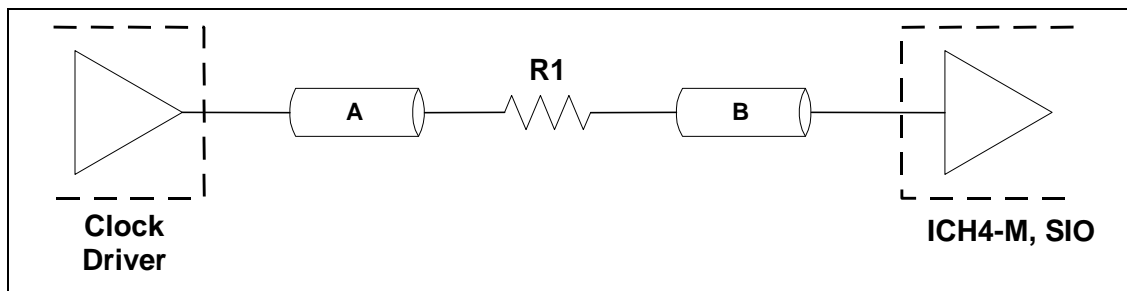 R1
A
B
Clock
Driver
ICH4-M, SIO